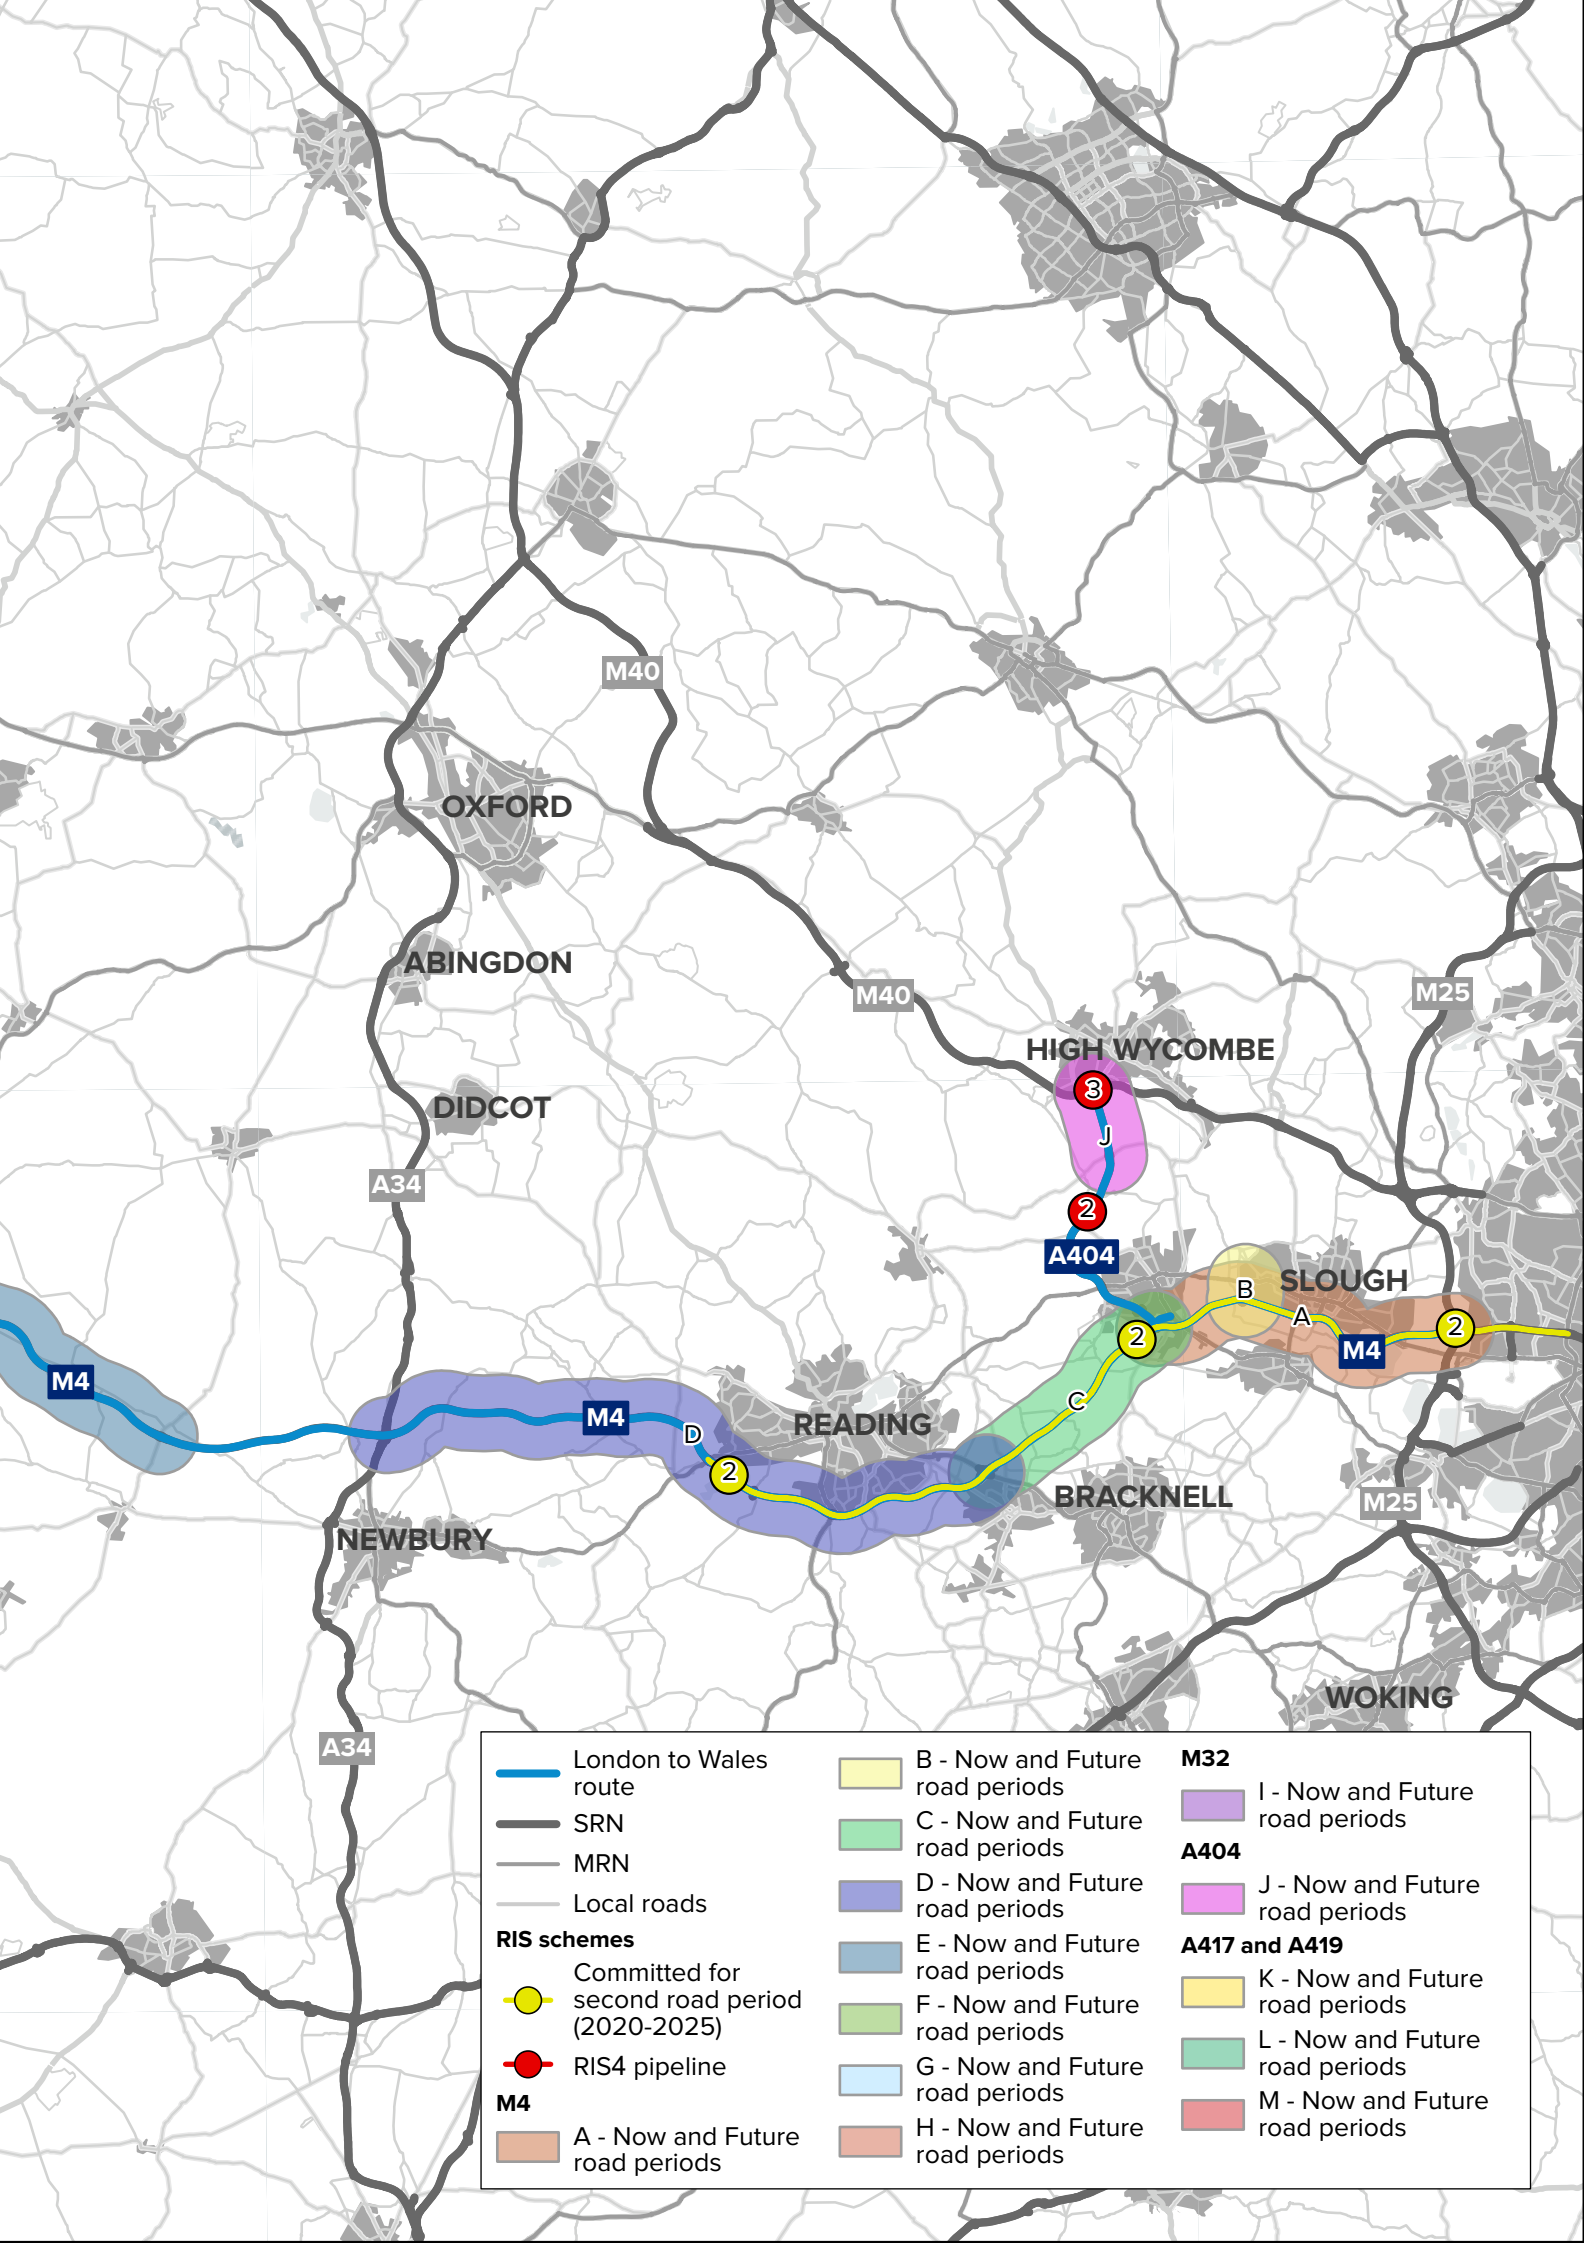 M40
OXFORD
ABINGDON
M40
M25
HIGH WYCOMBE
3
DIDCOT
J
A34
2
A404
SLOUGH
B
A
2
2
M4
M4
C
M4
READING
D
2
BRACKNELL
M25
NEWBURY
WOKING
A34
London to Wales
route
SRN
MRN
Local roads
RIS schemes
Committed for
second road period
(2020-2025)
RIS4 pipeline
M4
A - Now and Future
road periods
B - Now and Future
road periods
C - Now and Future
road periods
D - Now and Future
road periods
E - Now and Future
road periods
F - Now and Future
road periods
G - Now and Future
road periods
H - Now and Future
road periods
M32
I - Now and Future
road periods
A404
J - Now and Future
road periods
A417 and A419
K - Now and Future
road periods
L - Now and Future
road periods
M - Now and Future
road periods